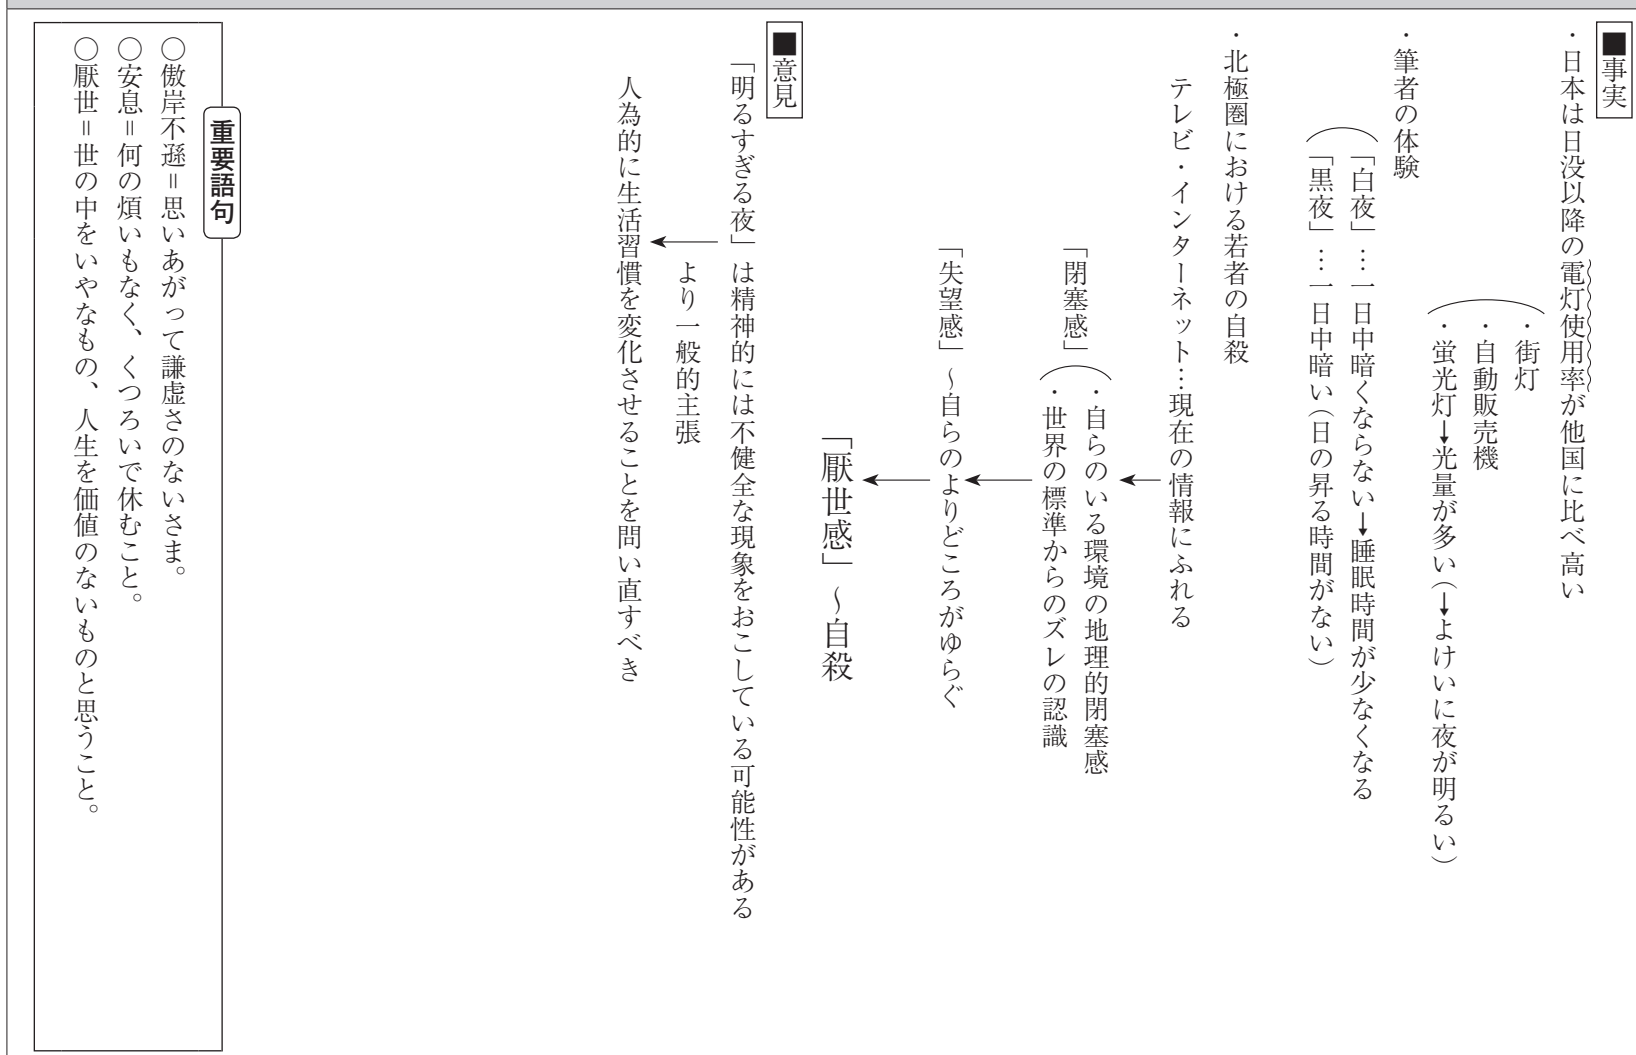 ■事実
・日本は日没以降の電灯使用率が他国に比べ高い
・街灯
・自動販売機
・蛍光灯→光量が多い(→よけいに夜が明るい)
・筆者の体験
「白夜」…一日中暗くならない→睡眠時間が少なくなる
「黒夜」…一日中暗い(日の昇る時間がない)
・北極圏における若者の自殺
テレビ・インターネット…現在の情報にふれる
・自らのいる環境の地理的閉塞感
「閉塞感」
・世界の標準からのズレの認識
「失望感」~自らのよりどころがゆらぐ
「厭世感」~自殺
■意見
「明るすぎる夜」は精神的には不健全な現象をおこしている可能性がある
より一般的主張
人為的に生活習慣を変化させることを問い直すべき
重要語句
○傲岸不遜=思いあがって謙虚さのないさま。
○安息=何の煩いもなく、くつろいで休むこと。
○厭世=世の中をいやなもの、人生を価値のないものと思うこと。